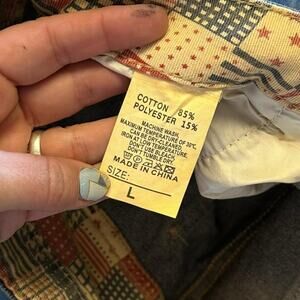 COTTON 85%
POLYESTER 15%
MACHINE WASH.
MAXIMUM TEMPERATURE OF 30℃.
CAN BE DRY-CLEANED.
IRON AT LOW TEMPERATURE.
DON'T USE BLEACH.
DON'T TUMBLE DRY.
MADE IN CHINA
SIZE:
L